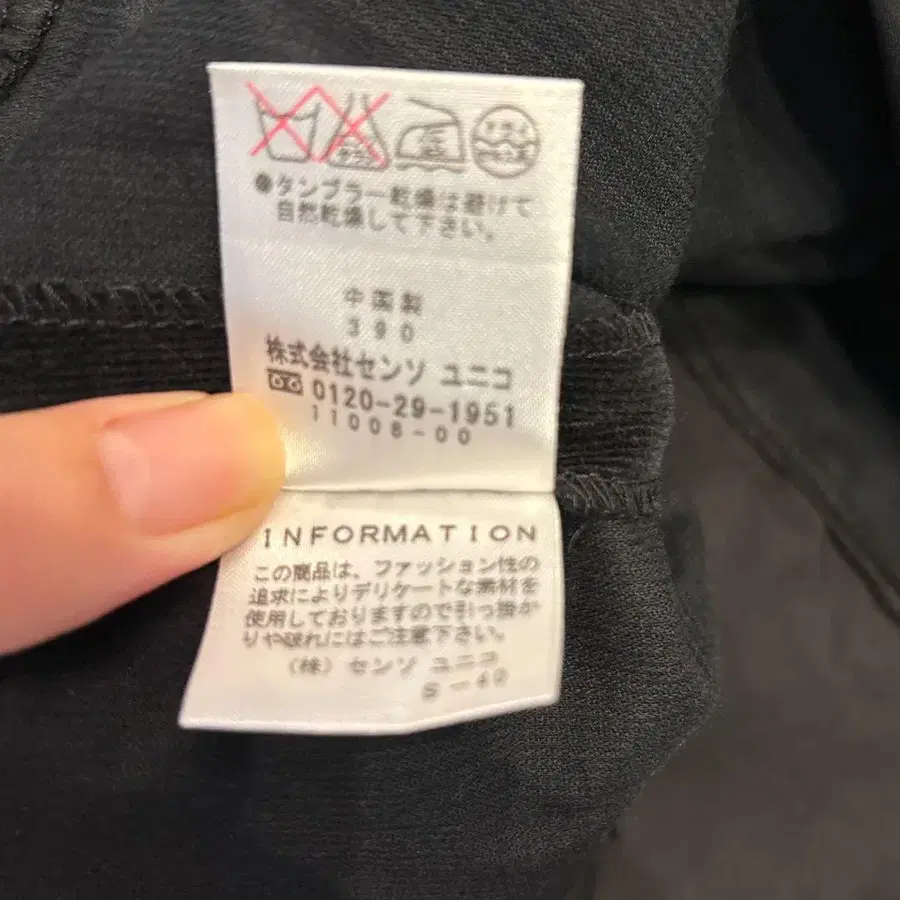 ●タンブラー乾燥は避けて
自然乾燥して下さい。
中国製
390
株式会社センソ ユニコ
0120-29-1951
11006-00
INFORMATION
この商品は、ファッション性の
追求によりデリケートな素材を
使用しておりますので引っ掛か
りや破れにはご注意下さい。
(株) センソ ユニコ
S-40